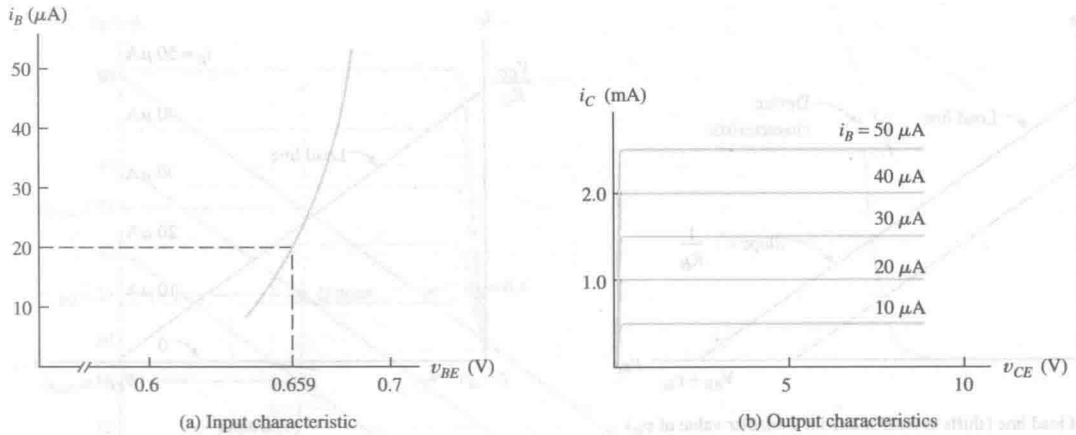 i_B (μA)
50
40
30
20
10
0.6
0.659
0.7
v_BE (V)
(a) Input characteristic
i_C (mA)
i_B = 50 μA
40 μA
2.0
30 μA
20 μA
1.0
10 μA
5
10
v_CE (V)
(b) Output characteristics